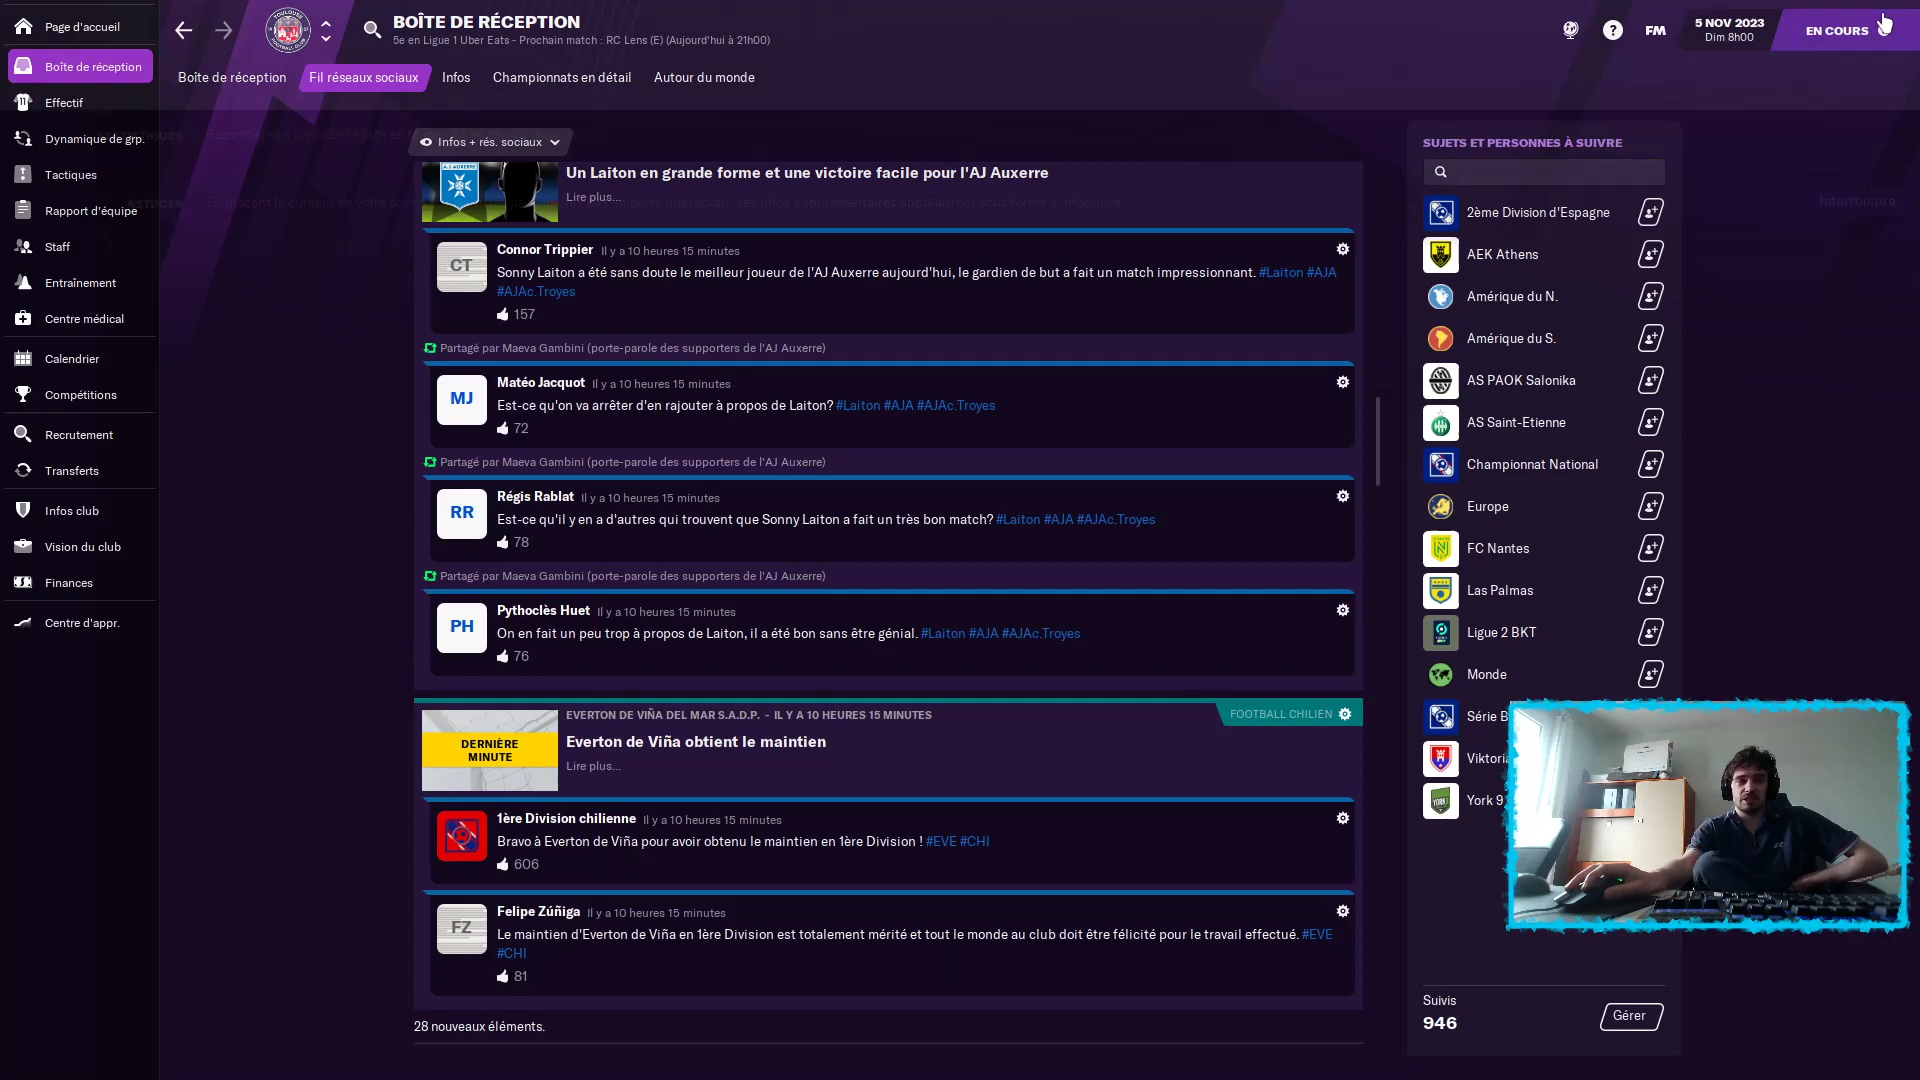 Page d'accueil
Boîte de réception
Effectif
Dynamique de grp.
Tactiques
Rapport d'équipe
Staff
Entraînement
Centre médical
Calendrier
Compétitions
Recrutement
Transferts
Infos club
Vision du club
Finances
Centre d'appr.
BOÎTE DE RÉCEPTION
5e en Ligue 1 Uber Eats - Prochain match : RC Lens (E) (Aujourd'hui à 21h00)
FM
5 NOV 2023
Dim 8h00
EN COURS
Boîte de réception
Fil réseaux sociaux
Infos
Championnats en détail
Autour du monde
Infos + rés. sociaux
Un Laiton en grande forme et une victoire facile pour l'AJ Auxerre
Lire plus...
CT
Connor Trippier Il y a 10 heures 15 minutes
Sonny Laiton a été sans doute le meilleur joueur de l'AJ Auxerre aujourd'hui, le gardien de but a fait un match impressionnant. #Laiton #AJA
#AJAc.Troyes
157
Partagé par Maeva Gambini (porte-parole des supporters de l'AJ Auxerre)
MJ
Matéo Jacquot Il y a 10 heures 15 minutes
Est-ce qu'on va arrêter d'en rajouter à propos de Laiton? #Laiton #AJA #AJAc.Troyes
72
Partagé par Maeva Gambini (porte-parole des supporters de l'AJ Auxerre)
RR
Régis Rablat Il y a 10 heures 15 minutes
Est-ce qu'il y en a d'autres qui trouvent que Sonny Laiton a fait un très bon match? #Laiton #AJA #AJAc.Troyes
78
Partagé par Maeva Gambini (porte-parole des supporters de l'AJ Auxerre)
PH
Pythoclès Huet Il y a 10 heures 15 minutes
On en fait un peu trop à propos de Laiton, il a été bon sans être génial. #Laiton #AJA #AJAc.Troyes
76
EVERTON DE VIÑA DEL MAR S.A.D.P. - IL Y A 10 HEURES 15 MINUTES
FOOTBALL CHILIEN
DERNIÈRE
MINUTE
Everton de Viña obtient le maintien
Lire plus...
1ère Division chilienne Il y a 10 heures 15 minutes
Bravo à Everton de Viña pour avoir obtenu le maintien en 1ère Division ! #EVE #CHI
606
FZ
Felipe Zúñiga Il y a 10 heures 15 minutes
Le maintien d'Everton de Viña en 1ère Division est totalement mérité et tout le monde au club doit être félicité pour le travail effectué. #EVE
#CHI
81
28 nouveaux éléments.
SUJETS ET PERSONNES À SUIVRE
2ème Division d'Espagne
AEK Athens
Amérique du N.
Amérique du S.
AS PAOK Salonika
AS Saint-Etienne
Championnat National
Europe
FC Nantes
Las Palmas
Ligue 2 BKT
Monde
Série B
Viktoria
York 9
Suivis
946
Gérer
Interrompre